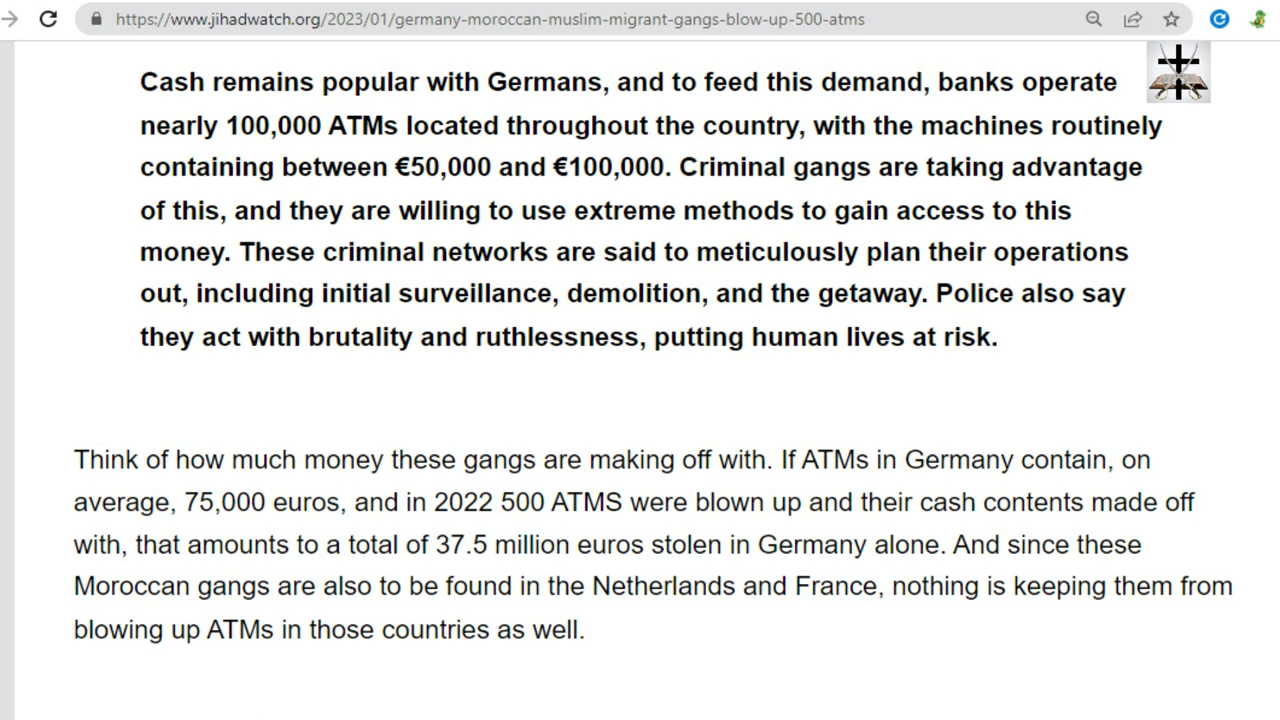 https://www.jihadwatch.org/2023/01/germany-moroccan-muslim-migrant-gangs-blow-up-500-atms
Cash remains popular with Germans, and to feed this demand, banks operate
nearly 100,000 ATMs located throughout the country, with the machines routinely
containing between €50,000 and €100,000. Criminal gangs are taking advantage
of this, and they are willing to use extreme methods to gain access to this
money. These criminal networks are said to meticulously plan their operations
out, including initial surveillance, demolition, and the getaway. Police also say
they act with brutality and ruthlessness, putting human lives at risk.
Think of how much money these gangs are making off with. If ATMs in Germany contain, on
average, 75,000 euros, and in 2022 500 ATMS were blown up and their cash contents made off
with, that amounts to a total of 37.5 million euros stolen in Germany alone. And since these
Moroccan gangs are also to be found in the Netherlands and France, nothing is keeping them from
blowing up ATMs in those countries as well.